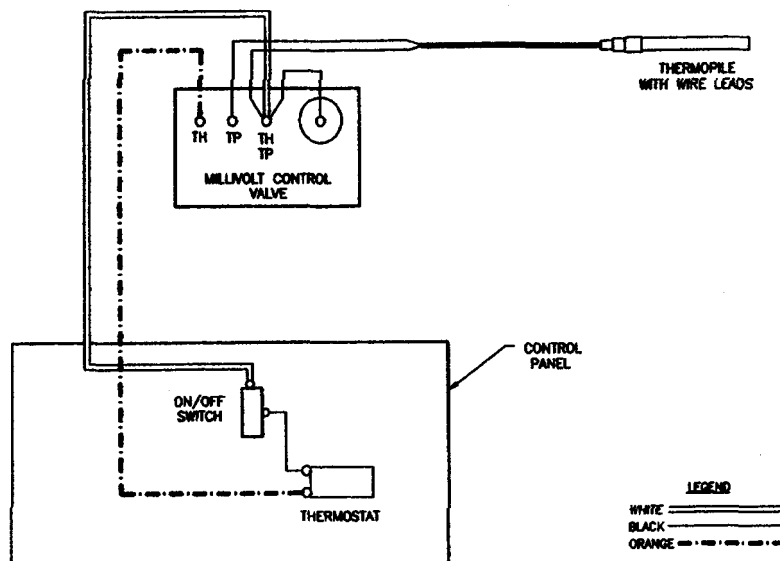 THERMOPILE
WITH WIRE LEADS
TH
TP
TH
TP
MILLIVOLT CONTROL
VALVE
CONTROL
PANEL
ON/OFF
SWITCH
THERMOSTAT
LEGEND
WHITE
BLACK
ORANGE